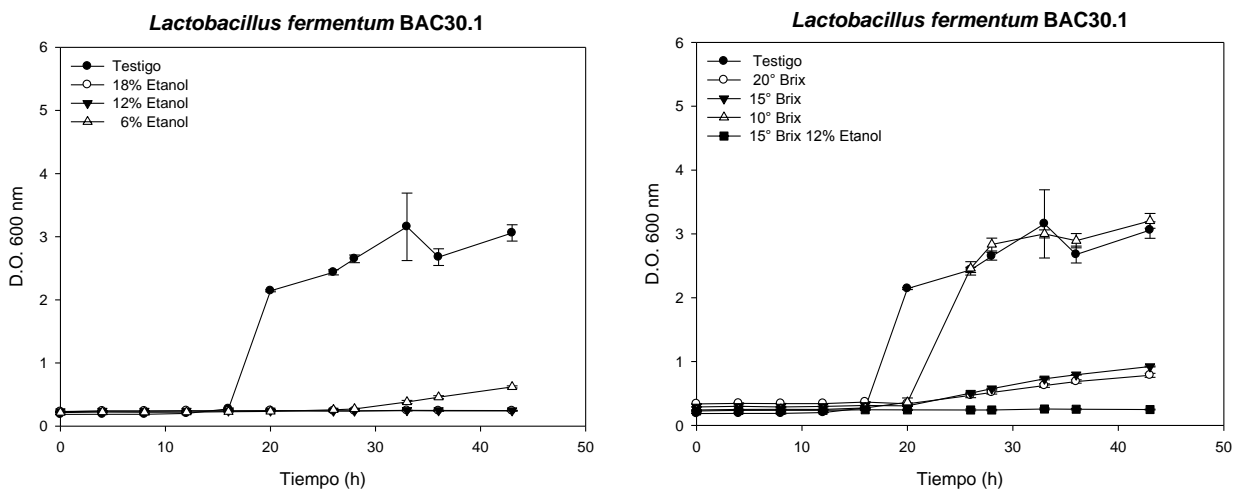 Lactobacillus fermentum BAC30.1
6
5
4
3
2
1
0
D.O. 600 nm
Testigo
18% Etanol
12% Etanol
6% Etanol
0
10
20
30
40
50
Tiempo (h)
Lactobacillus fermentum BAC30.1
6
5
4
3
2
1
0
D.O. 600 nm
Testigo
20° Brix
15° Brix
10° Brix
15° Brix 12% Etanol
0
10
20
30
40
50
Tiempo (h)